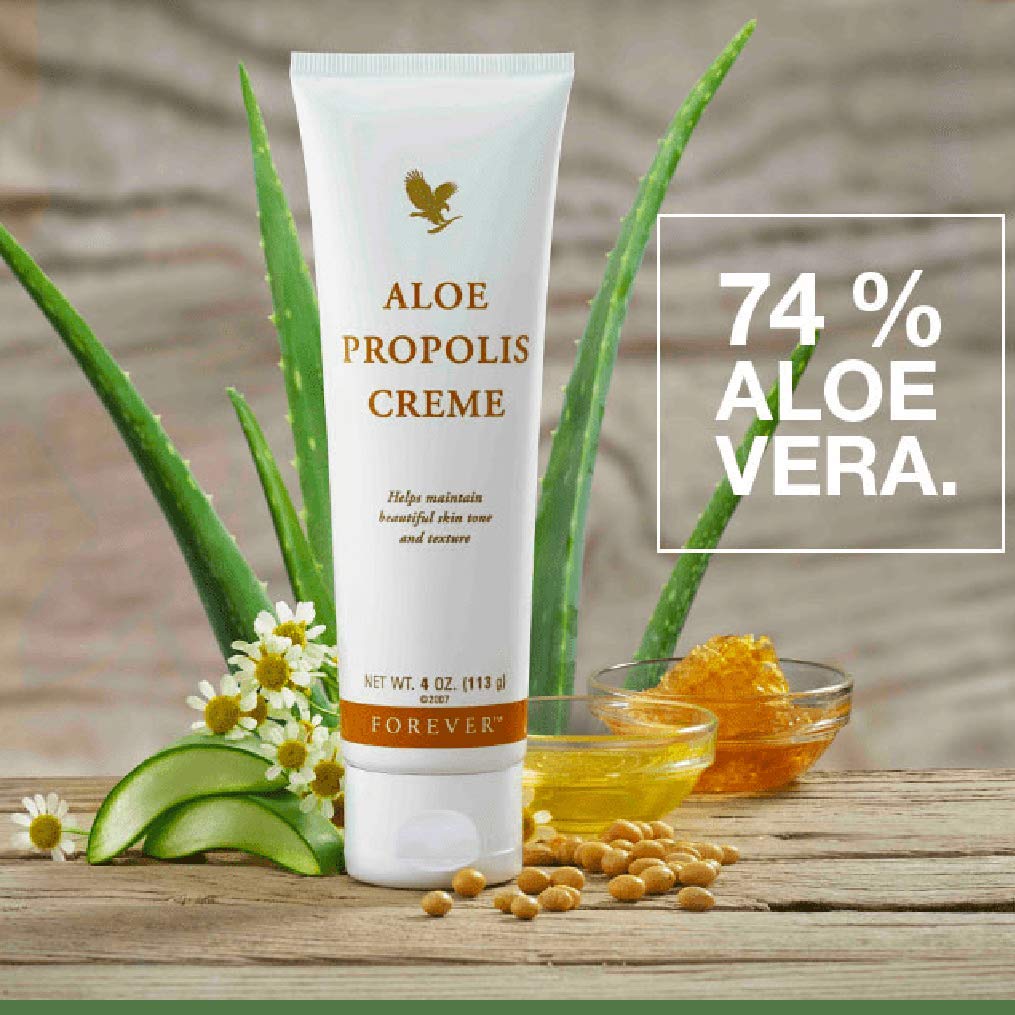 ALOE
PROPOLIS
CREME
Helps maintain
beautiful skin tone
and texture
NET WT. 4 OZ. (113 g)
©2007
FOREVER™
74 %
ALOE
VERA.